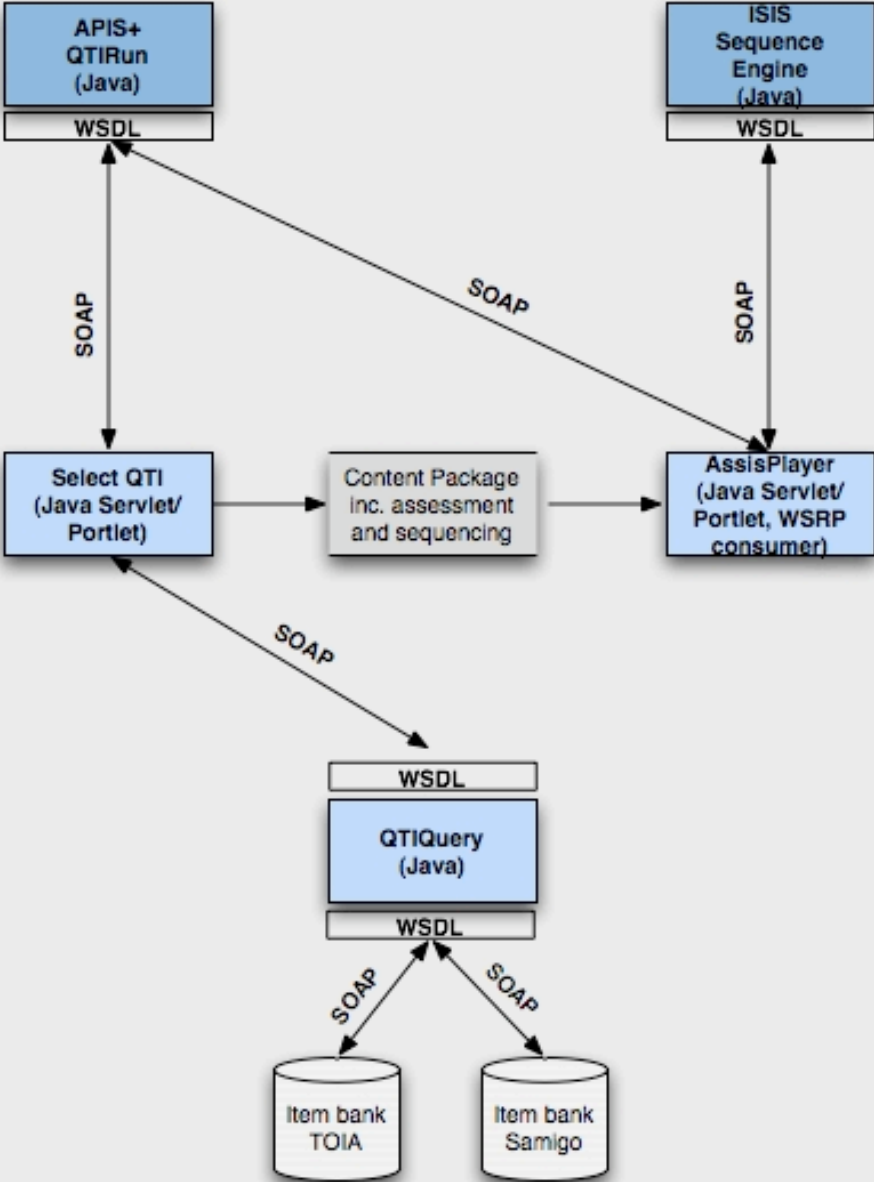 APIS+
QTIRun
(Java)
WSDL
ISIS
Sequence
Engine
(Java)
WSDL
SOAP
SOAP
SOAP
Select QTI
(Java Servlet/
Portlet)
Content Package
inc. assessment
and sequencing
AssisPlayer
(Java Servlet/
Portlet, WSRP
consumer)
SOAP
WSDL
QTIQuery
(Java)
WSDL
SOAP
SOAP
Item bank
TOIA
Item bank
Samigo